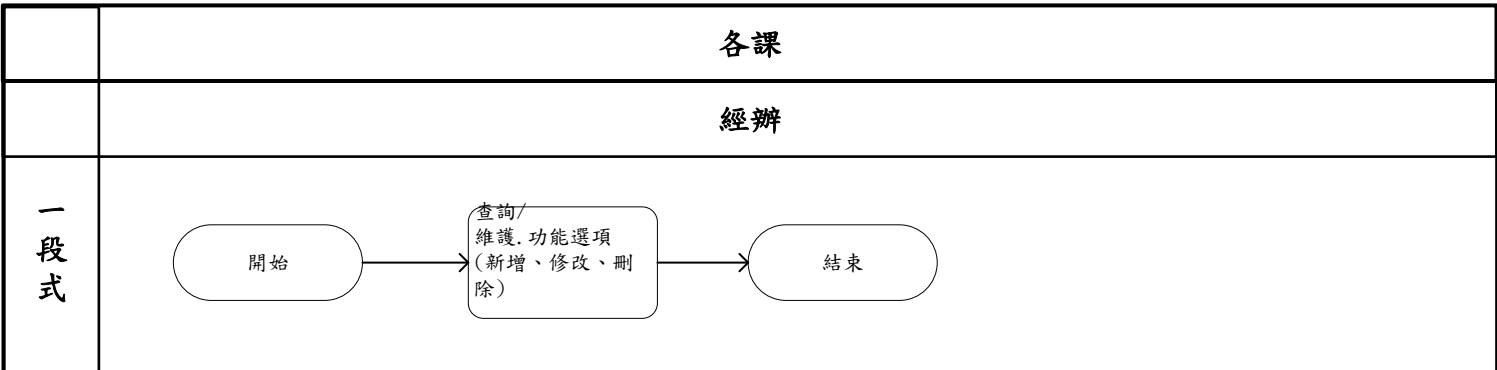 各課
經辦
一
段
式
開始
查詢/
維護.功能選項
(新增、修改、刪
除)
結束